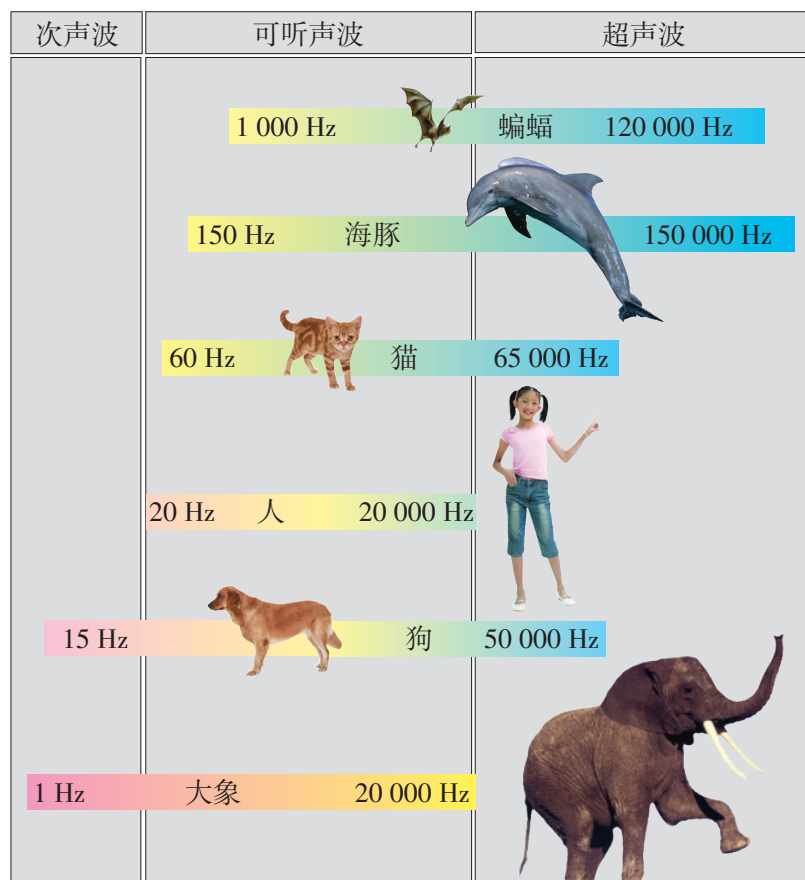 次声波 可听声波 超声波
1 000 Hz 蝙蝠 120 000 Hz
150 Hz 海豚 150 000 Hz
60 Hz 猫 65 000 Hz
20 Hz 人 20 000 Hz
15 Hz 狗 50 000 Hz
1 Hz 大象 20 000 Hz